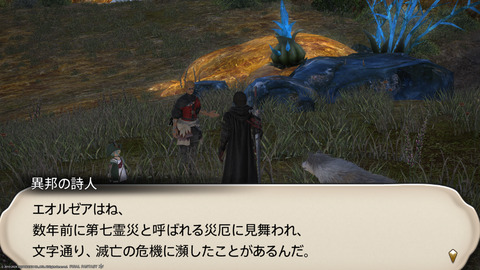 異邦の詩人
エオルゼアはね、
数年前に第七霊災と呼ばれる災厄に見舞われ、
文字通り、滅亡の危機に瀕したことがあるんだ。